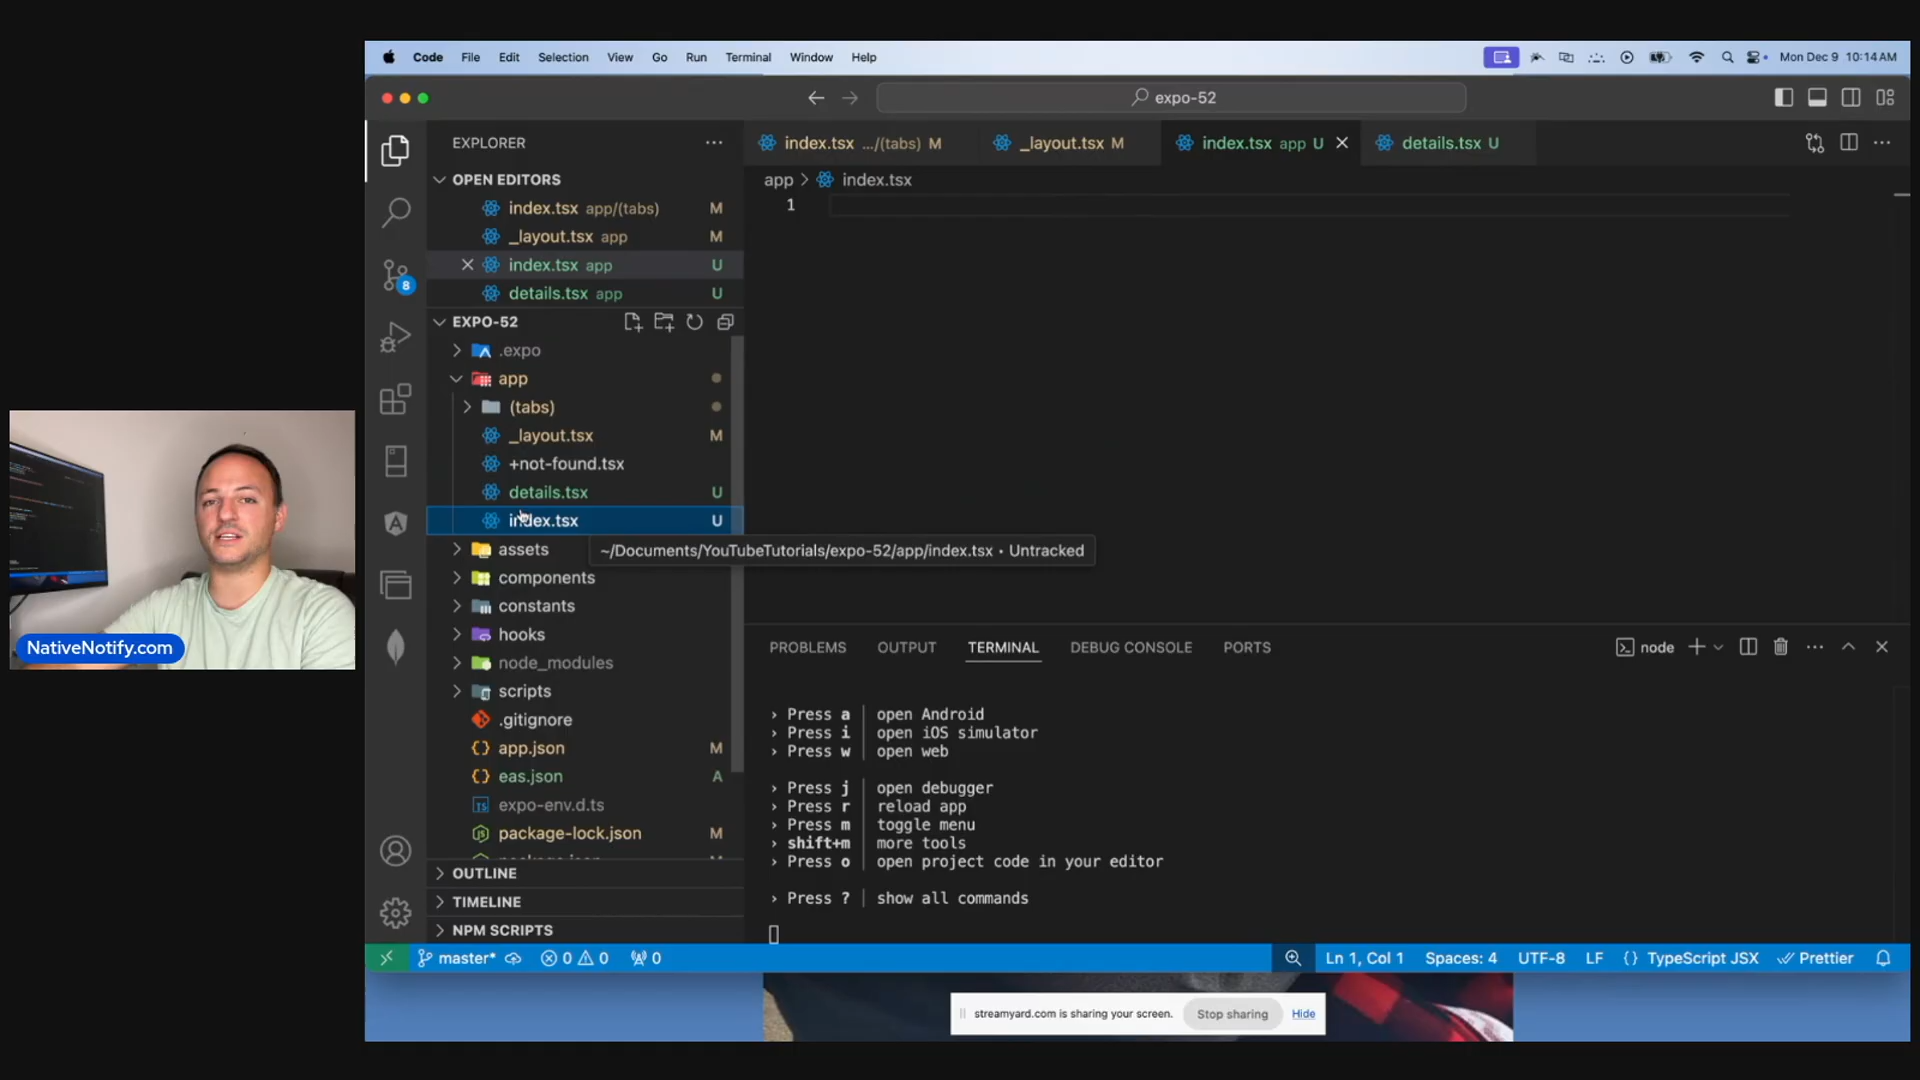 Code File Edit Selection View Go Run Terminal Window Help
Mon Dec 9 10:14 AM
expo-52
EXPLORER
index.tsx .../(tabs) M
_layout.tsx M
index.tsx app U
details.tsx U
OPEN EDITORS
app > index.tsx
index.tsx app/(tabs) M
1
_layout.tsx app M
index.tsx app U
details.tsx app U
8
EXPO-52
.expo
app
(tabs)
_layout.tsx M
+not-found.tsx
details.tsx U
index.tsx U
~/Documents/YouTubeTutorials/expo-52/app/index.tsx • Untracked
assets
components
constants
hooks
node_modules
scripts
.gitignore
app.json M
eas.json A
expo-env.d.ts
package-lock.json M
OUTLINE
TIMELINE
NPM SCRIPTS
NativeNotify.com
PROBLEMS OUTPUT TERMINAL DEBUG CONSOLE PORTS
node
› Press a │ open Android
› Press i │ open iOS simulator
› Press w │ open web
› Press j │ open debugger
› Press r │ reload app
› Press m │ toggle menu
› shift+m │ more tools
› Press o │ open project code in your editor
› Press ? │ show all commands
master* 0 0 0
Ln 1, Col 1 Spaces: 4 UTF-8 LF {} TypeScript JSX Prettier
streamyard.com is sharing your screen. Stop sharing Hide